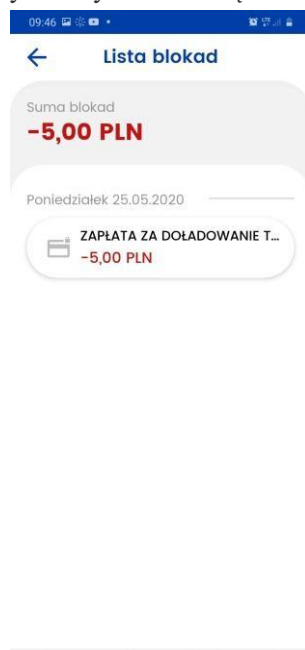 09:46
Lista blokad
Suma blokad
-5,00 PLN
Poniedziałek 25.05.2020
ZAPŁATA ZA DOŁADOWANIE T...
-5,00 PLN